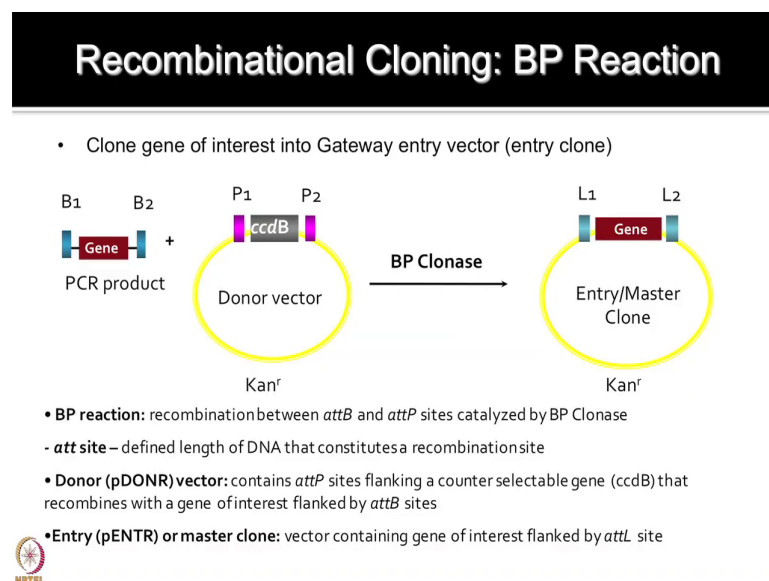 Recombinational Cloning: BP Reaction
• Clone gene of interest into Gateway entry vector (entry clone)
B1 B2 P1 P2 L1 L2
Gene + ccdB Gene
PCR product
BP Clonase
Donor vector
Entry/Master
Clone
Kanr Kanr
• BP reaction: recombination between attB and attP sites catalyzed by BP Clonase
- att site – defined length of DNA that constitutes a recombination site
• Donor (pDONR) vector: contains attP sites flanking a counter selectable gene (ccdB) that
recombines with a gene of interest flanked by attB sites
•Entry (pENTR) or master clone: vector containing gene of interest flanked by attL site
NPTEL